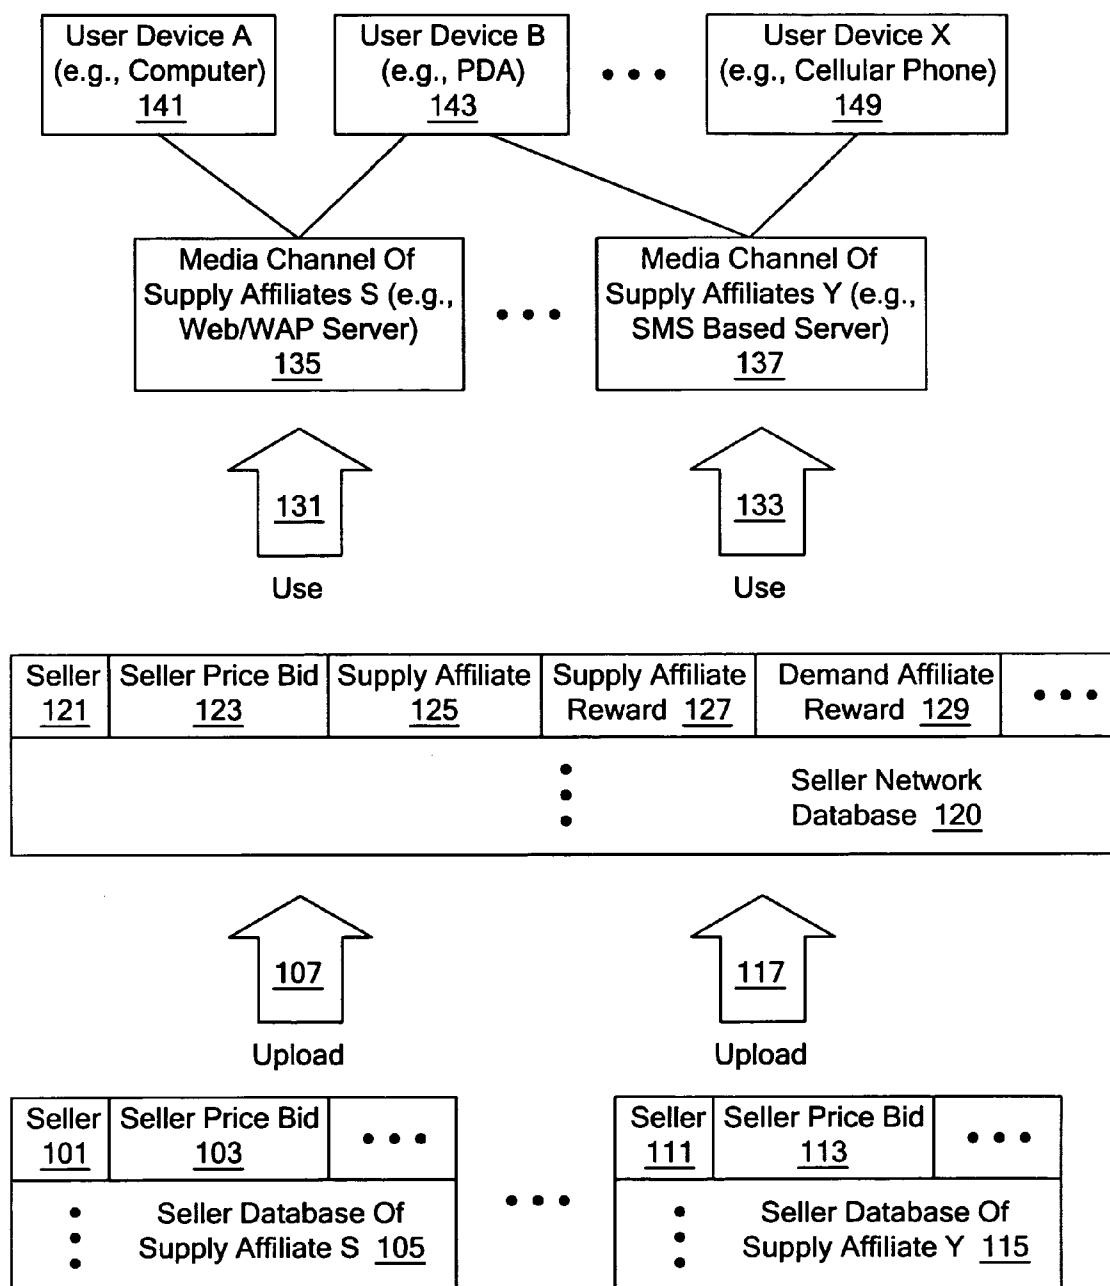 User Device A
(e.g., Computer)
141
User Device B
(e.g., PDA)
143
User Device X
(e.g., Cellular Phone)
149
Media Channel Of
Supply Affiliates S (e.g.,
Web/WAP Server)
135
Media Channel Of
Supply Affiliates Y (e.g.,
SMS Based Server)
137
131
Use
133
Use
Seller
121
Seller Price Bid
123
Supply Affiliate
125
Supply Affiliate
Reward 127
Demand Affiliate
Reward 129
Seller Network
Database 120
107
Upload
117
Upload
Seller
101
Seller Price Bid
103
Seller Database Of
Supply Affiliate S 105
Seller
111
Seller Price Bid
113
Seller Database Of
Supply Affiliate Y 115